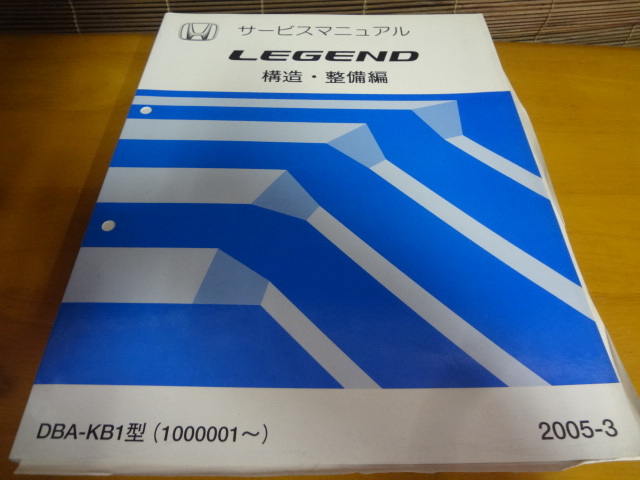 サービスマニュアル
LEGEND
構造・整備編
DBA-KB1型 (1000001～)
2005-3